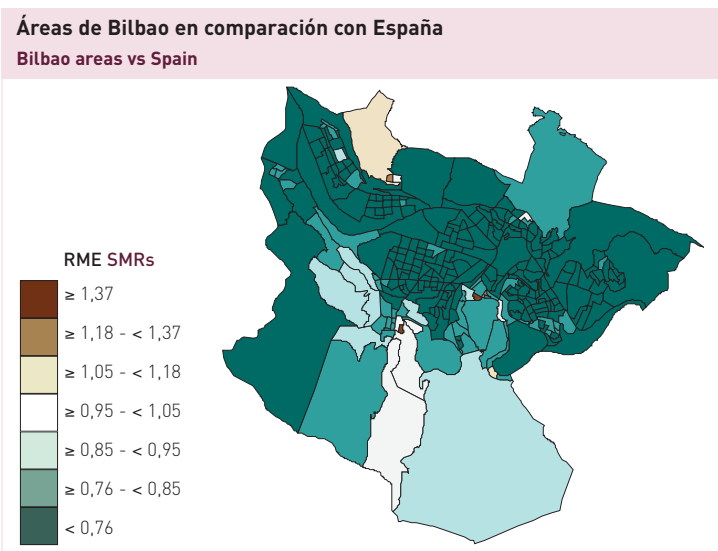 Áreas de Bilbao en comparación con España
Bilbao areas vs Spain
RME SMRs
≥ 1,37
≥ 1,18 - < 1,37
≥ 1,05 - < 1,18
≥ 0,95 - < 1,05
≥ 0,85 - < 0,95
≥ 0,76 - < 0,85
< 0,76